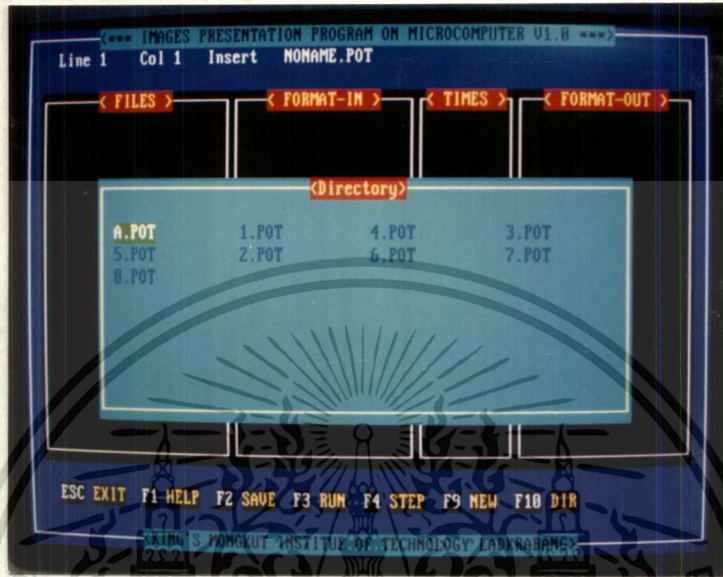 <*** IMAGES PRESENTATION PROGRAM ON MICROCOMPUTER V1.0 ***>
Line 1 Col 1 Insert NONAME.POT
< FILES > < FORMAT-IN > < TIMES > < FORMAT-OUT >
<Directory>
A.POT 1.POT 4.POT 3.POT
5.POT 2.POT 6.POT 7.POT
8.POT
ESC EXIT F1 HELP F2 SAVE F3 RUN F4 STEP F9 NEW F10 DIR
<KING'S MONGKUT INSTITUE OF TECHNOLOGY LADKRABANG>